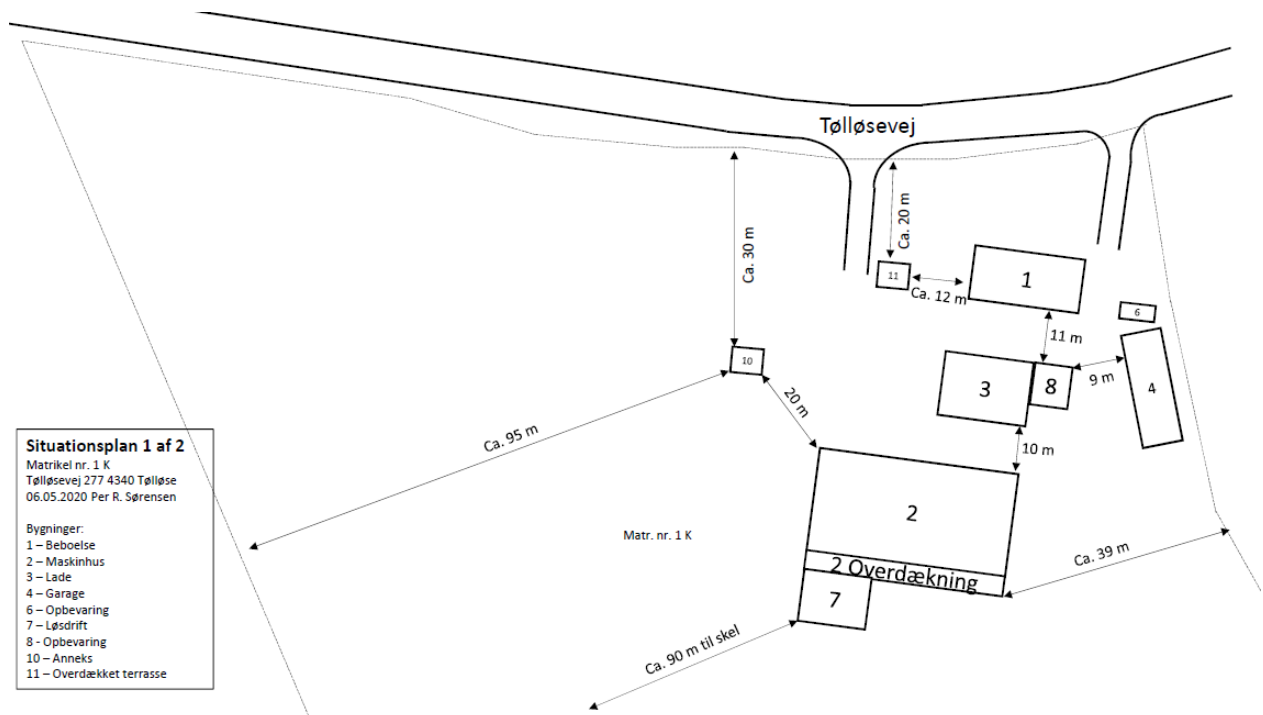 Tølløsevej
Ca. 30 m
Ca. 20 m
11
Ca. 12 m
1
6
11 m
10
3
8
9 m
4
20 m
Ca. 95 m
10 m
2
Matr. nr. 1 K
Ca. 39 m
2 Overdækning
7
Ca. 90 m til skel
Situationsplan 1 af 2
Matrikel nr. 1 K
Tølløsevej 277 4340 Tølløse
06.05.2020 Per R. Sørensen
Bygninger:
1 – Beboelse
2 – Maskinhus
3 – Lade
4 – Garage
6 – Opbevaring
7 – Løsdrift
8 - Opbevaring
10 – Anneks
11 – Overdækket terrasse